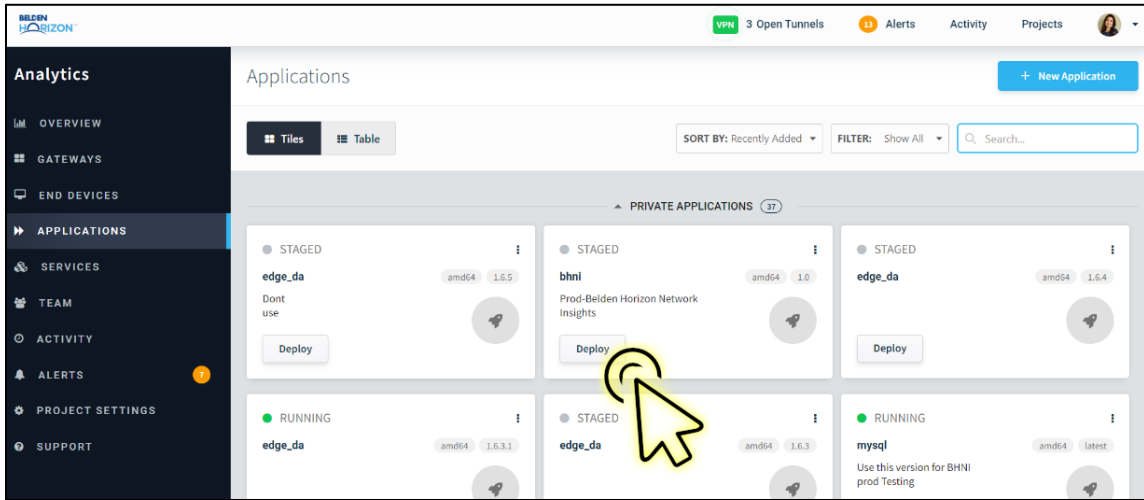 BELDEN
HORIZON
VPN 3 Open Tunnels 13 Alerts Activity Projects
Analytics
OVERVIEW
GATEWAYS
END DEVICES
APPLICATIONS
SERVICES
TEAM
ACTIVITY
ALERTS 7
PROJECT SETTINGS
SUPPORT
Applications
+ New Application
Tiles Table
SORT BY: Recently Added FILTER: Show All Search...
PRIVATE APPLICATIONS 37
STAGED
edge_da amd64 1.6.5
Dont
use
Deploy
STAGED
bhni amd64 1.0
Prod-Belden Horizon Network
Insights
Deploy
STAGED
edge_da amd64 1.6.4
Deploy
RUNNING
edge_da amd64 1.6.3.1
STAGED
edge_da amd64 1.6.3
RUNNING
mysql amd64 latest
Use this version for BHNI
prod Testing